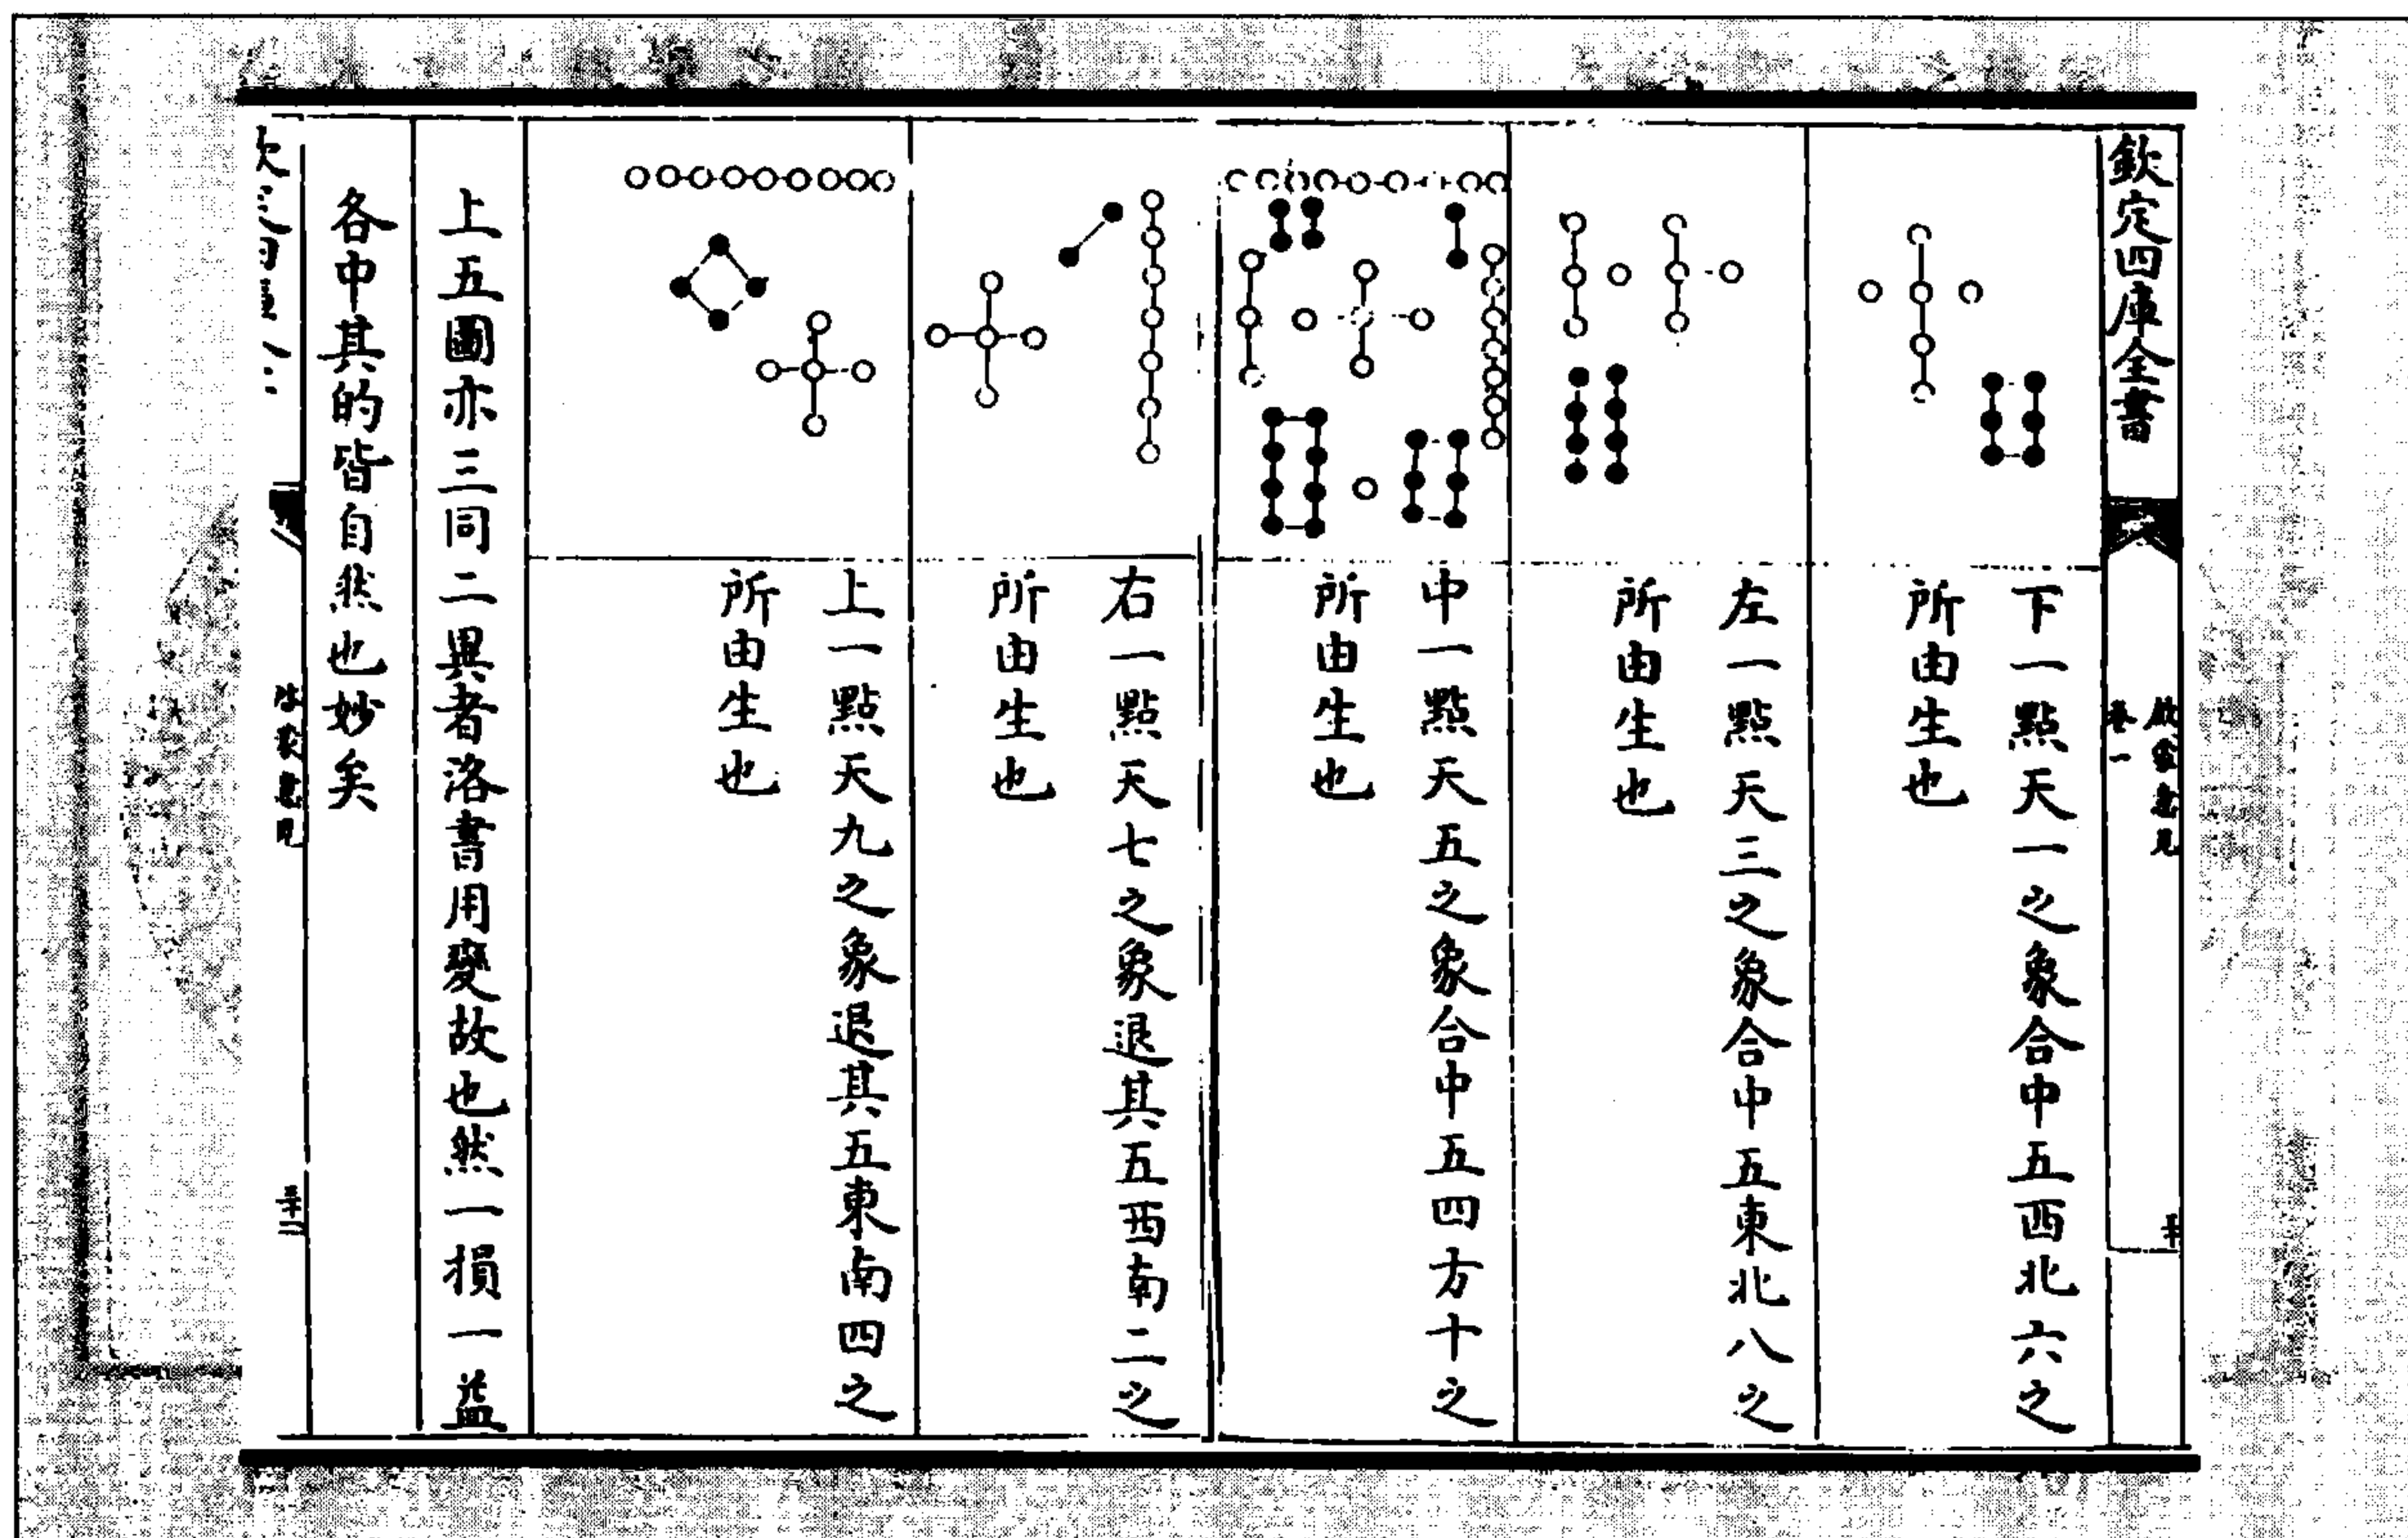 欽定四庫全書
卷一
下一點天一之象合中五西北六之
所由生也
左一點天三之象合中五東北八之
所由生也
中一點天五之象合中五四方十之
所由生也
右一點天七之象退其五西南二之
所由生也
上一點天九之象退其五東南四之
所由生也
上五圖亦三同二異者洛書用變故也然一損一益
各中其的皆自然也妙矣